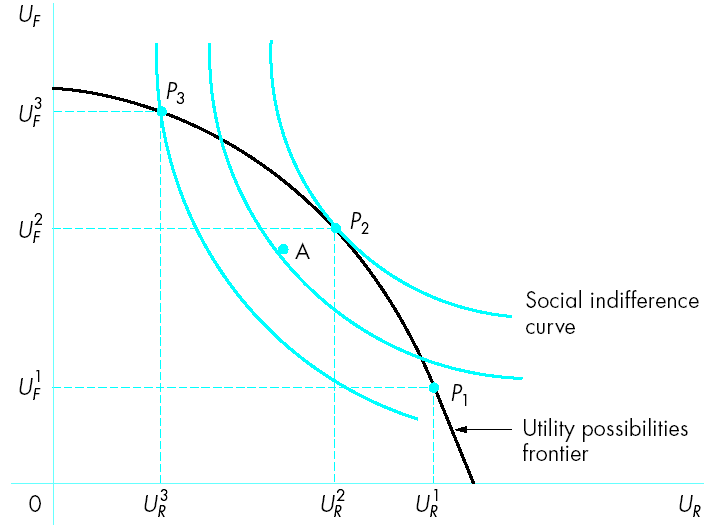 U_F
P_3
U_F^3
P_2
U_F^2
A
Social indifference
curve
U_F^1
P_1
Utility possibilities
frontier
0
U_R^3
U_R^2
U_R^1
U_R